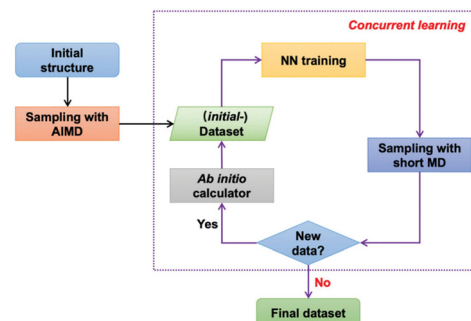 Concurrent learning
Initial
structure
NN training
Sampling with
AIMD
(initial-)
Dataset
Sampling with
short MD
Ab initio
calculator
Yes
New
data?
No
Final dataset